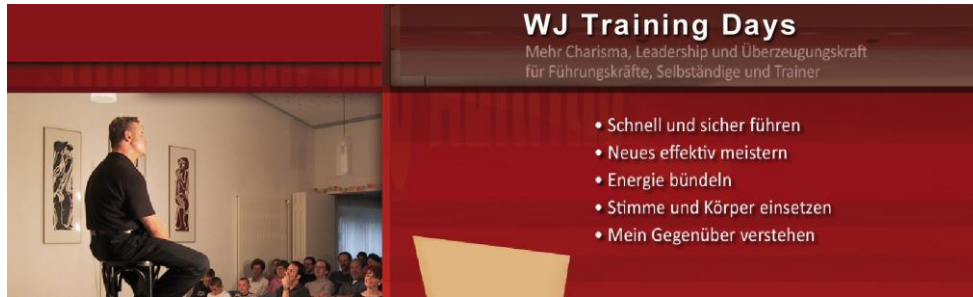 WJ Training Days
Mehr Charisma, Leadership und Überzeugungskraft
für Führungskräfte, Selbständige und Trainer
• Schnell und sicher führen
• Neues effektiv meistern
• Energie bündeln
• Stimme und Körper einsetzen
• Mein Gegenüber verstehen